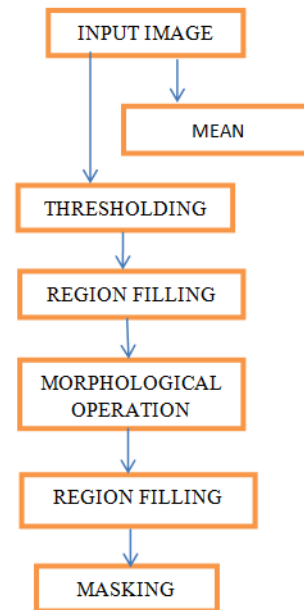 INPUT IMAGE
MEAN
THRESHOLDING
REGION FILLING
MORPHOLOGICAL
OPERATION
REGION FILLING
MASKING